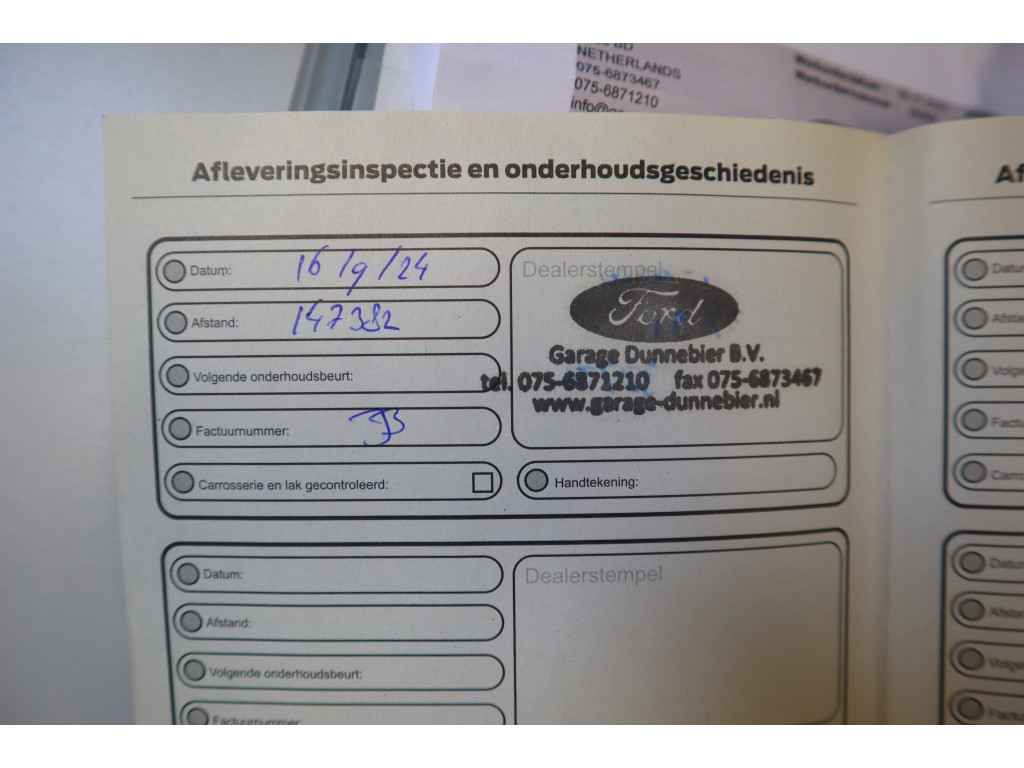 NETHERLANDS
075-6873467
075-6871210
Afleveringsinspectie en onderhoudsgeschiedenis
Af
Datum: 16/9/24
Afstand: 147382
Volgende onderhoudsbeurt:
Factuurnummer:
Carrosserie en lak gecontroleerd:
Dealerstempel
Ford
Garage Dunnebier B.V.
tel. 075-6871210 fax 075-6873467
www.garage-dunnebier.nl
Handtekening:
Datum:
Afstand:
Volgende onderhoudsbeurt:
Factuurnummer
Dealerstempel